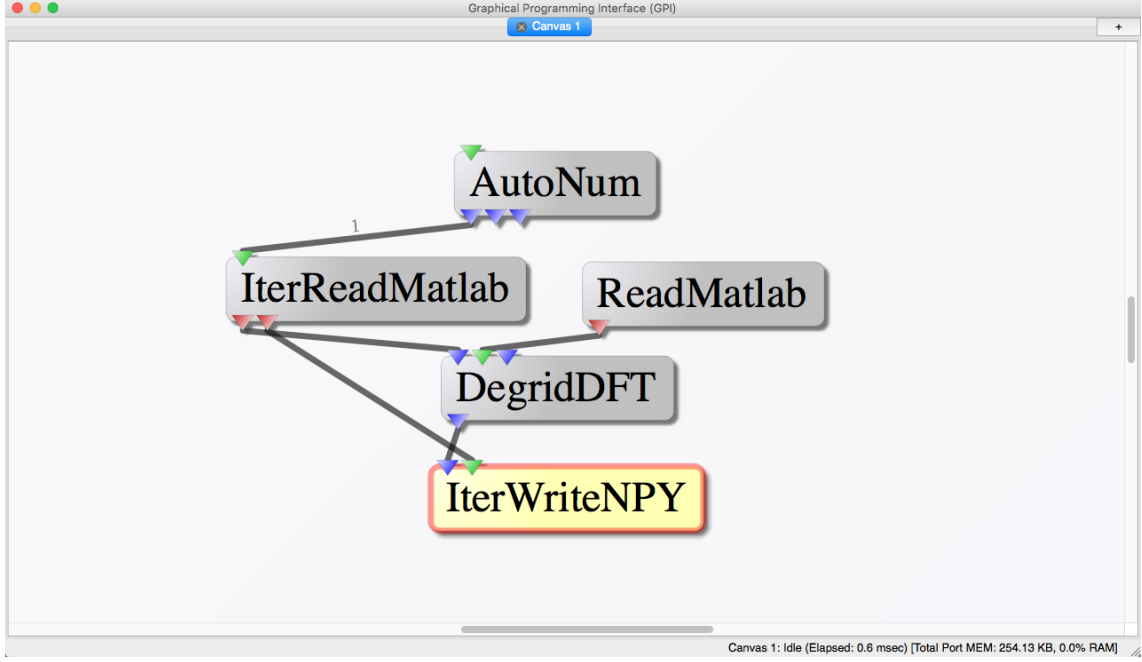 Graphical Programming Interface (GPI)
Canvas 1
+
AutoNum
1
IterReadMatlab
ReadMatlab
DegridDFT
IterWriteNPY
Canvas 1: Idle (Elapsed: 0.6 msec) [Total Port MEM: 254.13 KB, 0.0% RAM]